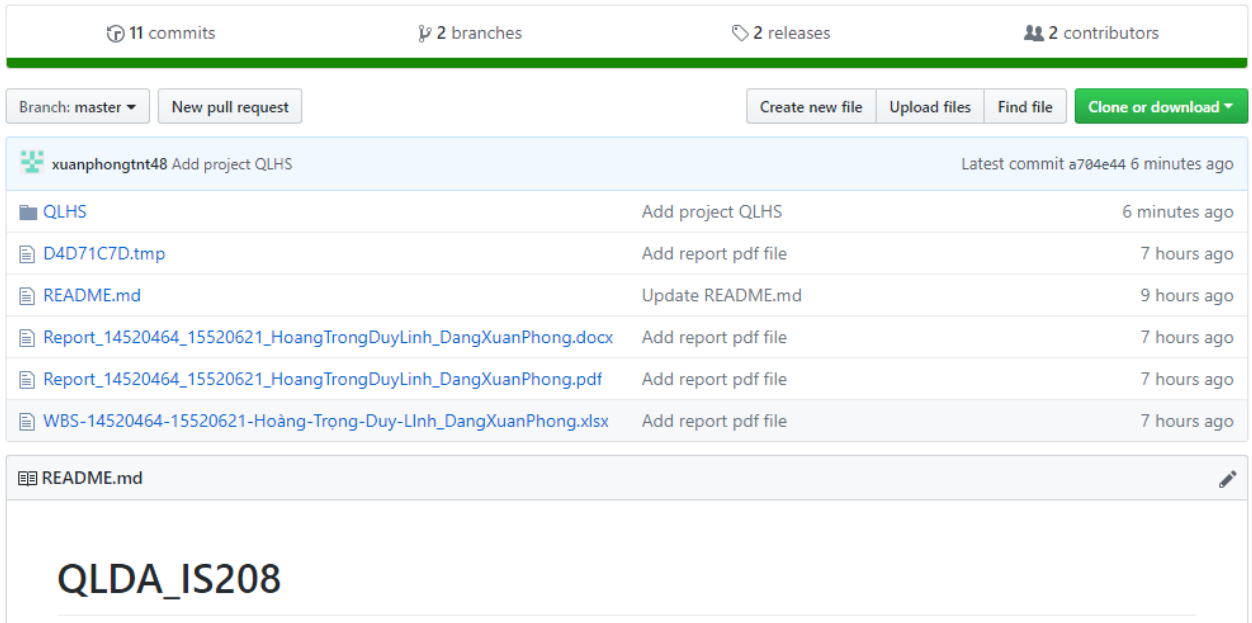 11 commits 2 branches 2 releases 2 contributors
Branch: master New pull request Create new file Upload files Find file Clone or download
xuanphongtnt48 Add project QLHS Latest commit a704e44 6 minutes ago
QLHS Add project QLHS 6 minutes ago
D4D71C7D.tmp Add report pdf file 7 hours ago
README.md Update README.md 9 hours ago
Report_14520464_15520621_HoangTrongDuyLinh_DangXuanPhong.docx Add report pdf file 7 hours ago
Report_14520464_15520621_HoangTrongDuyLinh_DangXuanPhong.pdf Add report pdf file 7 hours ago
WBS-14520464-15520621-Hoàng-Trọng-Duy-LInh_DangXuanPhong.xlsx Add report pdf file 7 hours ago
README.md
QLDA_IS208